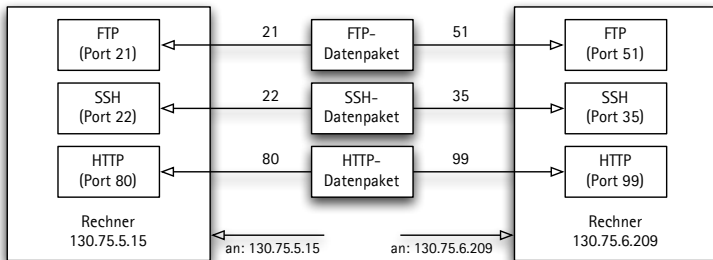 FTP
(Port 21)
21
FTP-
Datenpaket
51
FTP
(Port 51)
SSH
(Port 22)
22
SSH-
Datenpaket
35
SSH
(Port 35)
HTTP
(Port 80)
80
HTTP-
Datenpaket
99
HTTP
(Port 99)
Rechner
130.75.5.15
an: 130.75.5.15
an: 130.75.6.209
Rechner
130.75.6.209